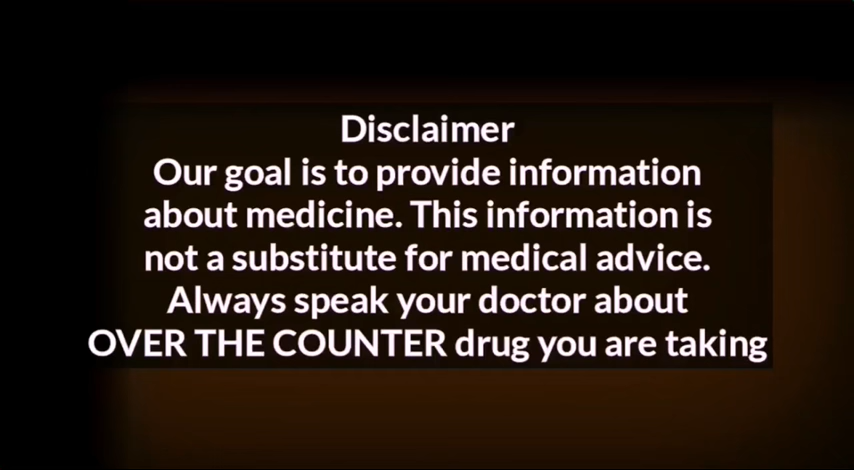 Disclaimer
Our goal is to provide information
about medicine. This information is
not a substitute for medical advice.
Always speak your doctor about
OVER THE COUNTER drug you are taking